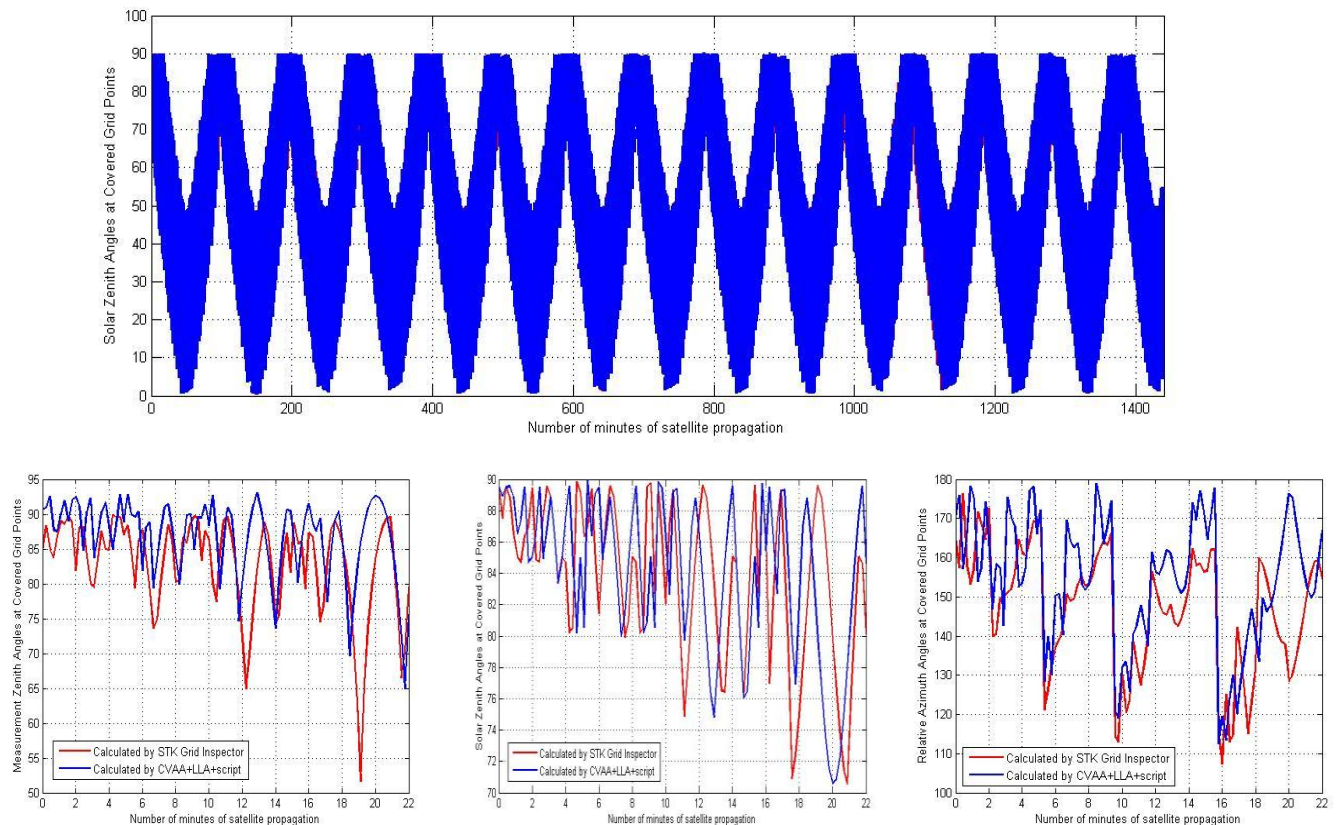 100
90
80
70
60
50
40
30
20
10
0
Solar Zenith Angles at Covered Grid Points
0 200 400 600 800 1000 1200 1400
Number of minutes of satellite propagation
95
90
85
80
75
70
65
60
55
50
Measurement Zenith Angles at Covered Grid Points
Calculated by STK Grid Inspector
Calculated by CVAA+LLA+script
0 2 4 6 8 10 12 14 16 18 20 22
Number of minutes of satellite propagation
90
88
86
84
82
80
78
76
74
72
70
Solar Zenith Angles at Covered Grid Points
Calculated by STK Grid Inspector
Calculated by CVAA+LLA+script
0 2 4 6 8 10 12 14 16 18 20 22
Number of minutes of satellite propagation
180
170
160
150
140
130
120
110
100
Relative Azimuth Angles at Covered Grid Points
Calculated by STK Grid Inspector
Calculated by CVAA+LLA+script
0 2 4 6 8 10 12 14 16 18 20 22
Number of minutes of satellite propagation